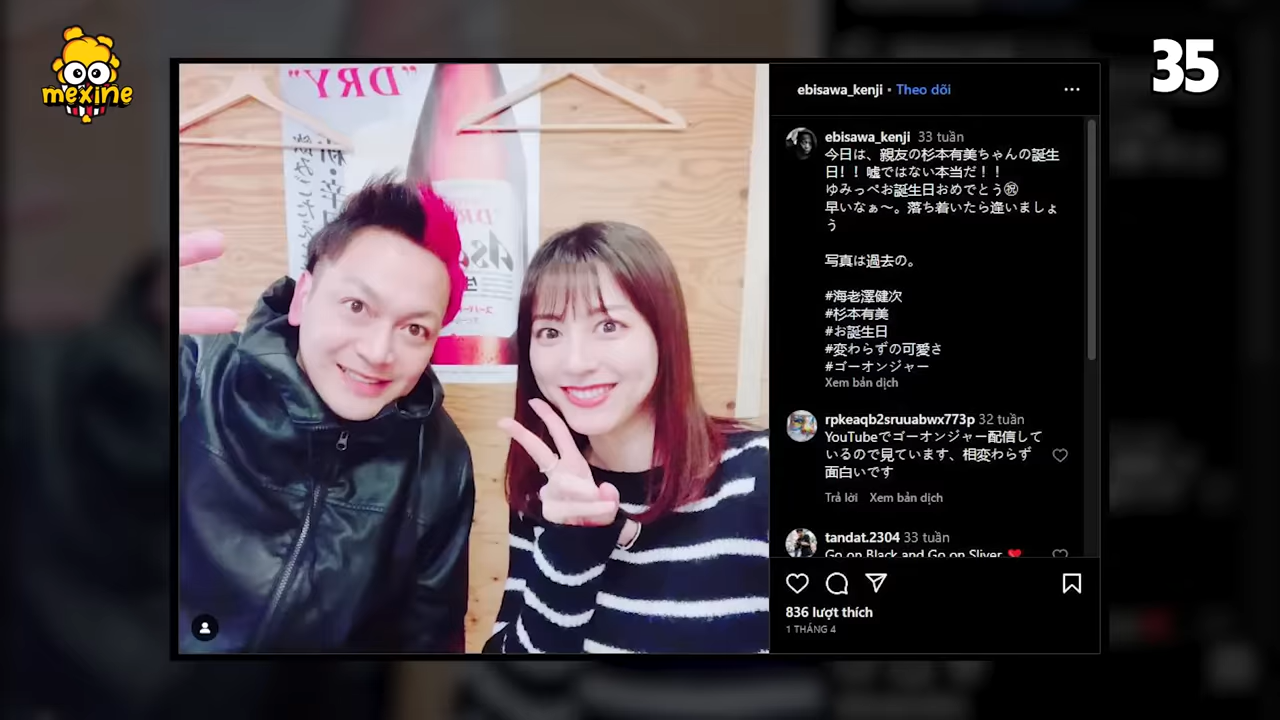 mexine
35
"DRY"
ebisawa_kenji • Theo dõi
ebisawa_kenji 33 tuần
今日は、親友の杉本有美ちゃんの誕生
日！！嘘ではない本当だ！！
ゆみっぺお誕生日おめでとう㊗
早いなぁ〜。落ち着いたら逢いましょ
う
写真は過去の。
#海老澤健次
#杉本有美
#お誕生日
#変わらずの可愛さ
#ゴーオンジャー
Xem bản dịch
rpkeaqb2sruuabwx773p 32 tuần
YouTubeでゴーオンジャー配信して
いるので見ています、相変わらず
面白いです
Trả lời Xem bản dịch
tandat.2304 33 tuần
Go on Black and Go on Sliver
836 lượt thích
1 THÁNG 4